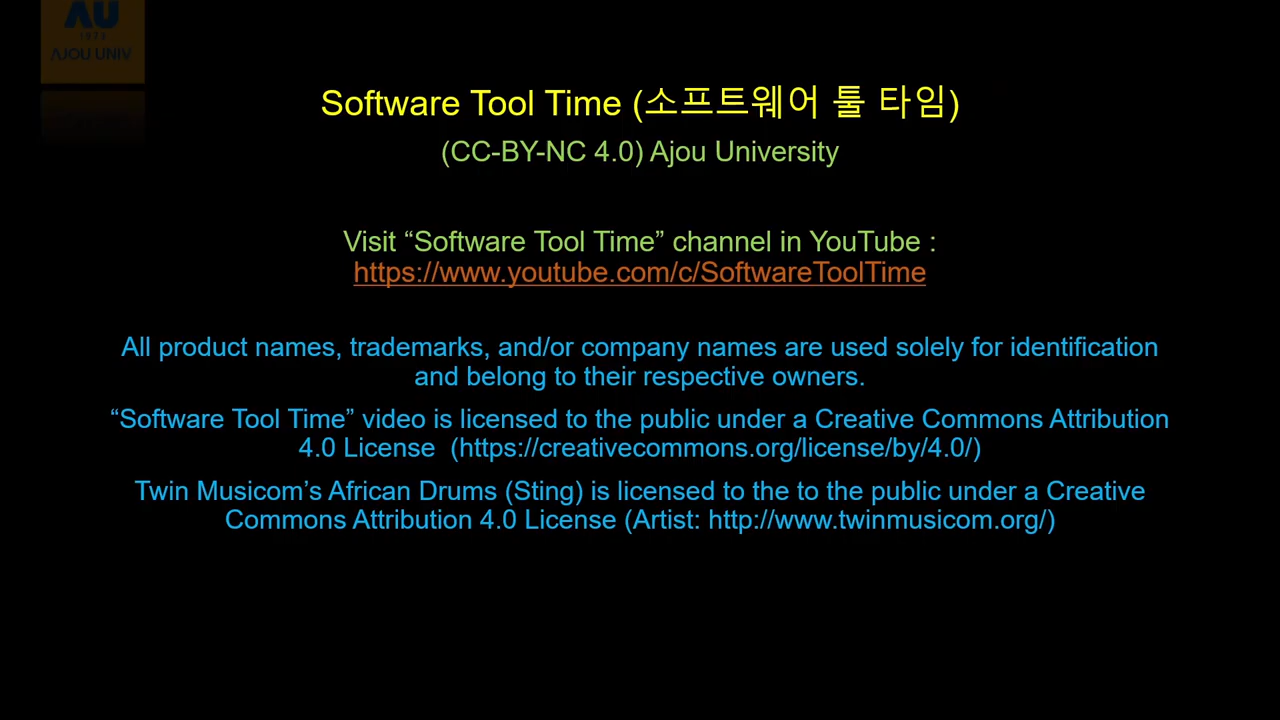 AU
1973
AJOU UNIV
Software Tool Time (소프트웨어 툴 타임)
(CC-BY-NC 4.0) Ajou University
Visit “Software Tool Time” channel in YouTube :
https://www.youtube.com/c/SoftwareToolTime
All product names, trademarks, and/or company names are used solely for identification
and belong to their respective owners.
“Software Tool Time” video is licensed to the public under a Creative Commons Attribution
4.0 License  (https://creativecommons.org/license/by/4.0/)
Twin Musicom’s African Drums (Sting) is licensed to the to the public under a Creative
Commons Attribution 4.0 License (Artist: http://www.twinmusicom.org/)